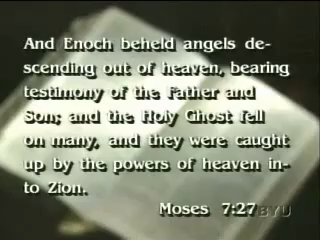 And Enoch beheld angels de-
scending out of heaven, bearing
testimony of the Father and
Son; and the Holy Ghost fell
on many, and they were caught
up by the powers of heaven in-
to Zion.
Moses 7:27
BYU